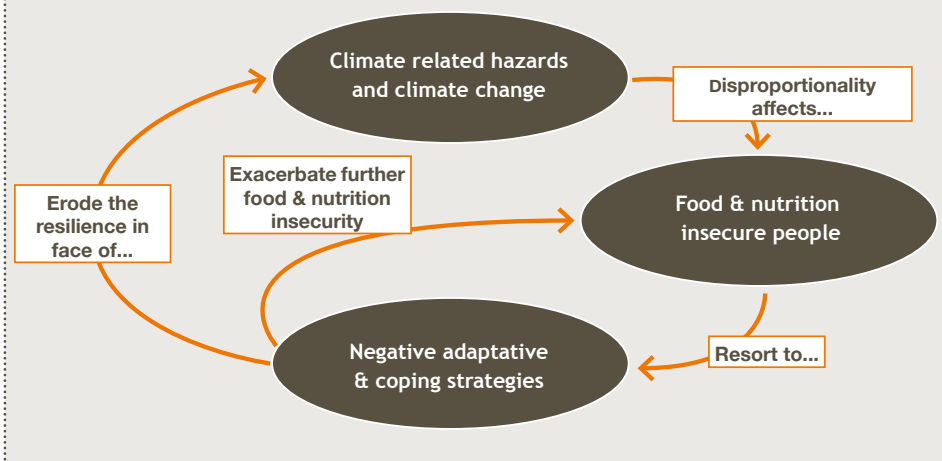 Climate related hazards
and climate change
Disproportionality
affects...
Exacerbate further
food & nutrition
insecurity
Erode the
resilience in
face of...
Food & nutrition
insecure people
Negative adaptative
& coping strategies
Resort to...